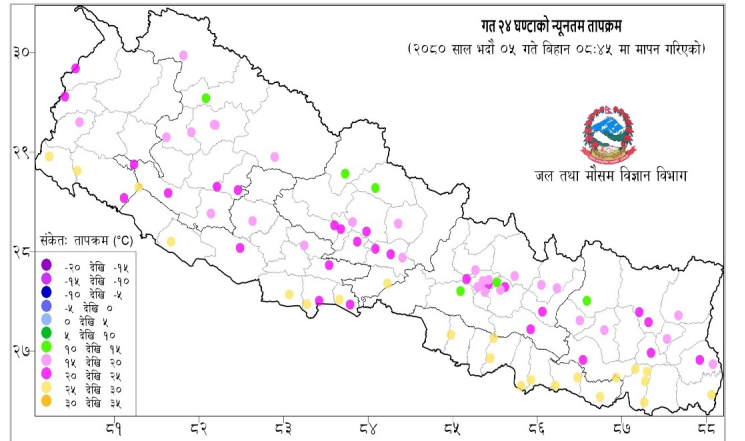 गत २४ घण्टाको न्यूनतम तापक्रम
(२०८० साल भदौ ०५ गते बिहान ०८:४५ मा मापन गरिएको)
जल तथा मौसम विज्ञान विभाग
३०
२९
२८
२७
संकेतः तापक्रम (°C)
-२० देखि -१५
-१५ देखि -१०
-१० देखि -५
-५ देखि ०
० देखि ५
५ देखि १०
१० देखि १५
१५ देखि २०
२० देखि २५
२५ देखि ३०
३० देखि ३५
८१ ८२ ८३ ८४ ८५ ८६ ८७ ८८